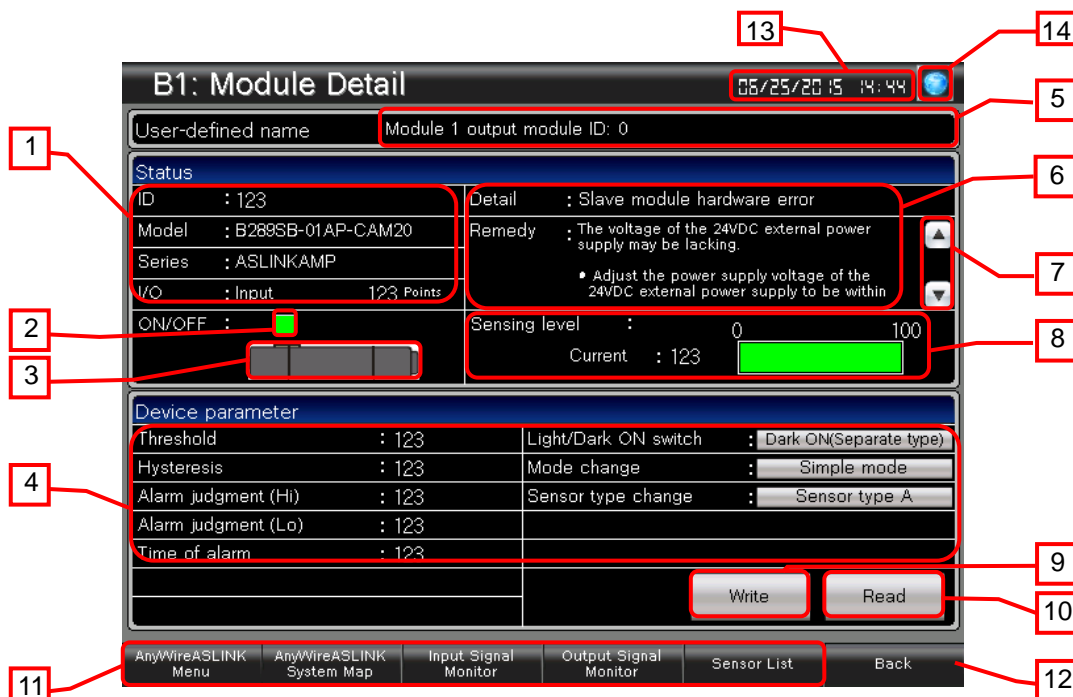 13
14
B1: Module Detail
06/25/2015 14:44
5
User-defined name
Module 1 output module ID: 0
1
Status
6
ID : 123
Detail : Slave module hardware error
Model : B289SB-01AP-CAM20
Remedy : The voltage of the 24VDC external power
supply may be lacking.
Series : ASLINKAMP
• Adjust the power supply voltage of the
24VDC external power supply to be within
7
I/O : Input 123 Points
2
ON/OFF :
Sensing level :
0 100
8
Current : 123
3
Device parameter
Threshold : 123
Light/Dark ON switch : Dark ON(Separate type)
Hysteresis : 123
Mode change : Simple mode
4
Alarm judgment (Hi) : 123
Sensor type change : Sensor type A
Alarm judgment (Lo) : 123
Time of alarm : 123
9
Write
Read
10
AnyWireASLINK
Menu
AnyWireASLINK
System Map
Input Signal
Monitor
Output Signal
Monitor
Sensor List
Back
11
12